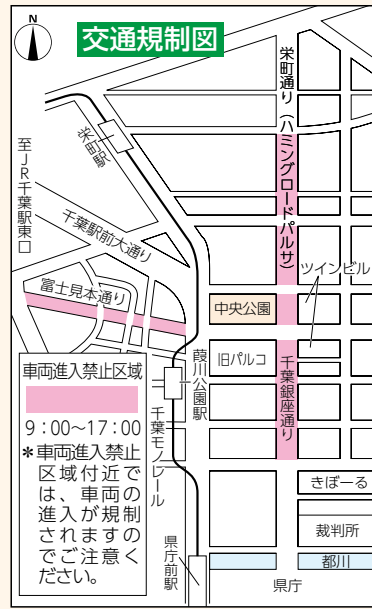 N
交通規制図
栄町通り（ハミングロードパルサ）
栄町駅
至JR千葉駅東口
千葉駅前大通り
富士見本通り
ツインビル
中央公園
旧パルコ
葭川公園駅
千葉銀座通り
千葉モノレール
車両進入禁止区域
9：00〜17：00
＊車両進入禁止
区域付近で
は、車両の
進入が規制
されますの
でご注意く
ださい。
きぼーる
裁判所
都川
県庁前駅
県庁